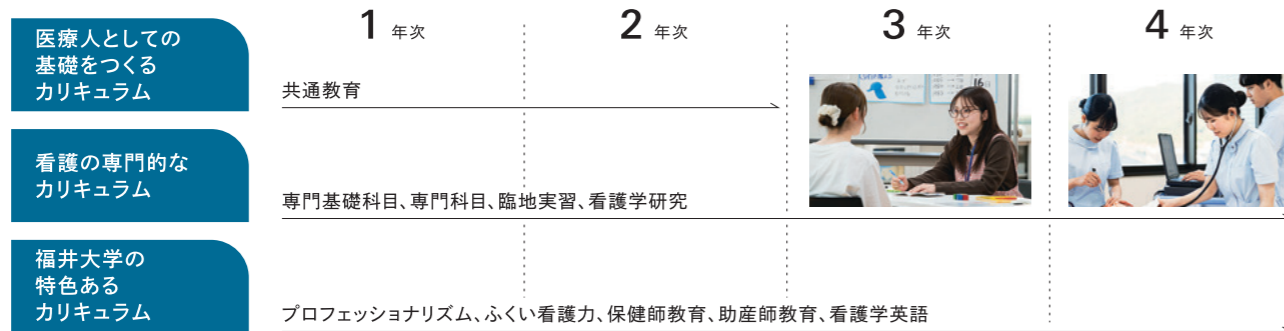 1 年次
2 年次
3 年次
4 年次
医療人としての
基礎をつくる
カリキュラム
共通教育
看護の専門的な
カリキュラム
専門基礎科目、専門科目、臨地実習、看護学研究
福井大学の
特色ある
カリキュラム
プロフェッショナリズム、ふくい看護力、保健師教育、助産師教育、看護学英語